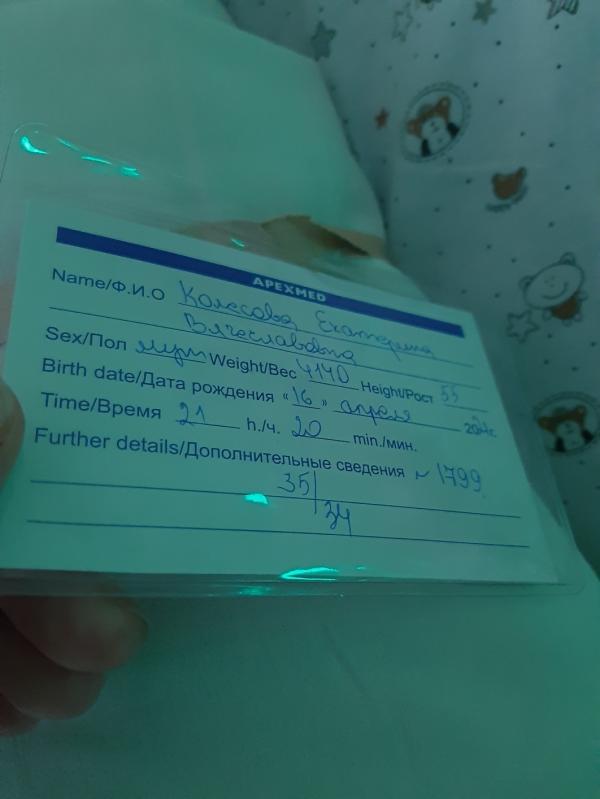 APEXMED
Name/Ф.И.О Колесова Екатерина
Вячеславовна
Sex/Пол муж Weight/Вес 4140 Height/Рост 55
Birth date/Дата рождения «16» апреля 2024г.
Time/Время 21 h./ч. 20 min./мин.
Further details/Дополнительные сведения ~ 1799
35/34